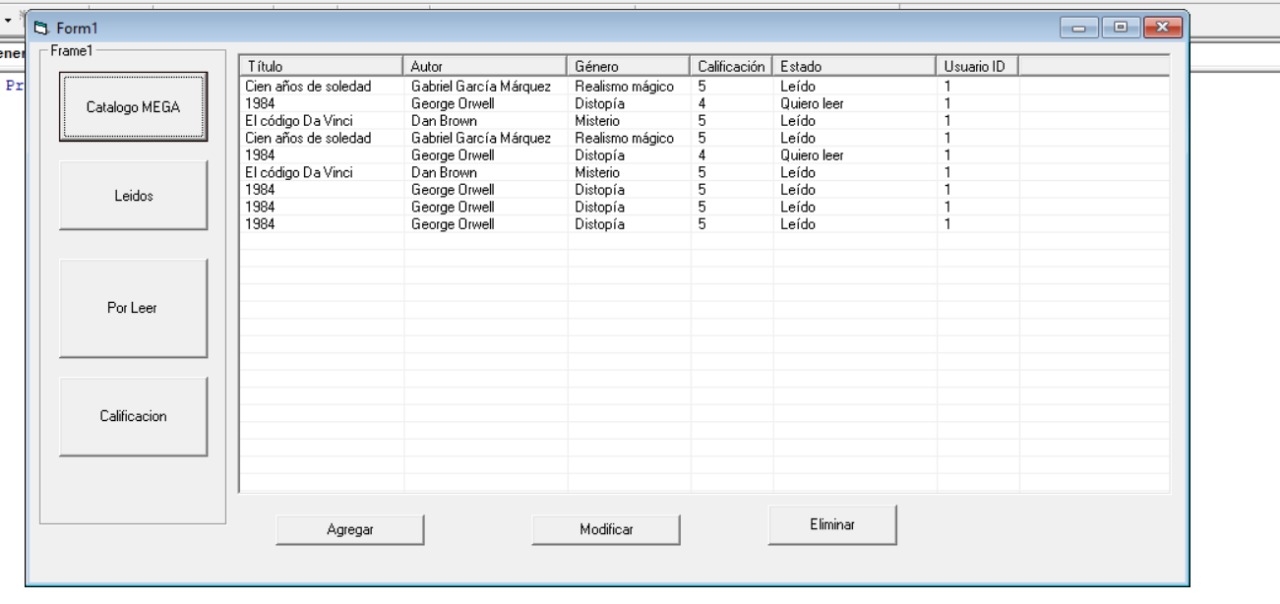 Form1
ener
Pr
Frame1
Catalogo MEGA
Leidos
Por Leer
Calificacion
Título Autor Género Calificación Estado Usuario ID
Cien años de soledad Gabriel García Márquez Realismo mágico 5 Leído 1
1984 George Orwell Distopía 4 Quiero leer 1
El código Da Vinci Dan Brown Misterio 5 Leído 1
Cien años de soledad Gabriel García Márquez Realismo mágico 5 Leído 1
1984 George Orwell Distopía 4 Quiero leer 1
El código Da Vinci Dan Brown Misterio 5 Leído 1
1984 George Orwell Distopía 5 Leído 1
1984 George Orwell Distopía 5 Leído 1
1984 George Orwell Distopía 5 Leído 1
Agregar Modificar Eliminar